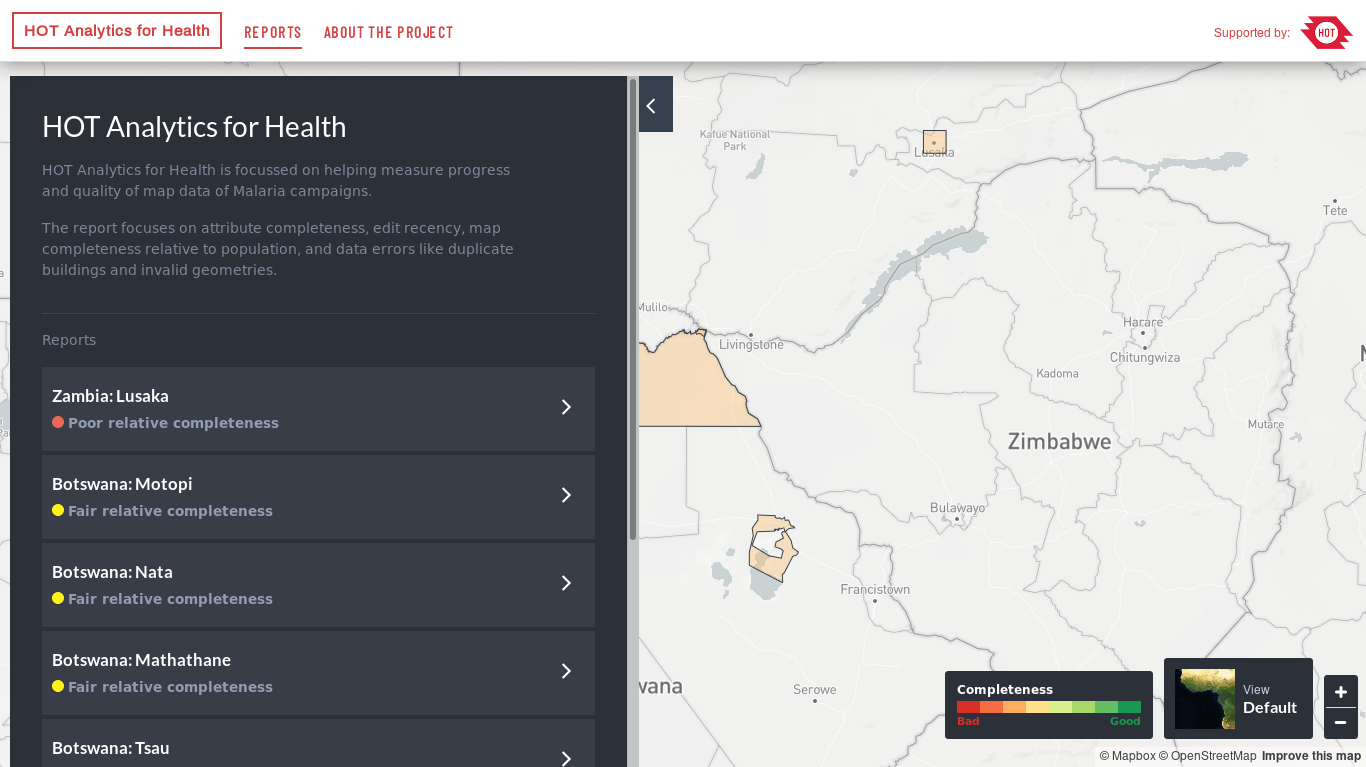 HOT Analytics for Health
REPORTS
ABOUT THE PROJECT
Supported by:
HOT
HOT Analytics for Health
HOT Analytics for Health is focussed on helping measure progress
and quality of map data of Malaria campaigns.
The report focuses on attribute completeness, edit recency, map
completeness relative to population, and data errors like duplicate
buildings and invalid geometries.
Reports
Zambia: Lusaka
Poor relative completeness
Botswana: Motopi
Fair relative completeness
Botswana: Nata
Fair relative completeness
Botswana: Mathathane
Fair relative completeness
Botswana: Tsau
Kafue National
Park
Lusaka
Tete
Mulilo
Livingstone
Harare
Chitungwiza
Kadoma
Zimbabwe
Mutare
Bulawayo
Francistown
Serowe
wana
Completeness
Bad
Good
View
Default
+
−
© Mapbox © OpenStreetMap Improve this map